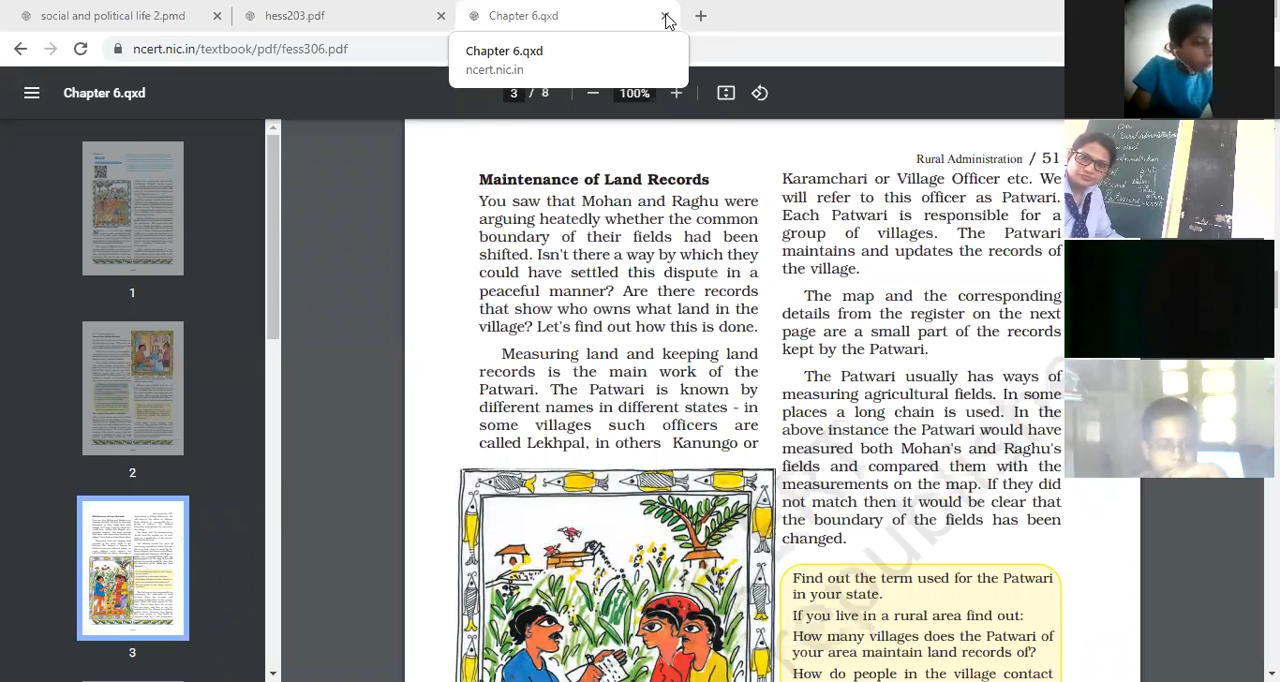 social and political life 2.pmd
hess203.pdf
Chapter 6.qxd
ncert.nic.in/textbook/pdf/fess306.pdf
Chapter 6.qxd
ncert.nic.in
Chapter 6.qxd
3 / 8
100%
1
2
3
Rural Administration / 51
Maintenance of Land Records
You saw that Mohan and Raghu were
arguing heatedly whether the common
boundary of their fields had been
shifted. Isn't there a way by which they
could have settled this dispute in a
peaceful manner? Are there records
that show who owns what land in the
village? Let's find out how this is done.
Measuring land and keeping land
records is the main work of the
Patwari. The Patwari is known by
different names in different states - in
some villages such officers are
called Lekhpal, in others Kanungo or
Karamchari or Village Officer etc. We
will refer to this officer as Patwari.
Each Patwari is responsible for a
group of villages. The Patwari
maintains and updates the records of
the village.
The map and the corresponding
details from the register on the next
page are a small part of the records
kept by the Patwari.
The Patwari usually has ways of
measuring agricultural fields. In some
places a long chain is used. In the
above instance the Patwari would have
measured both Mohan's and Raghu's
fields and compared them with the
measurements on the map. If they did
not match then it would be clear that
the boundary of the fields has been
changed.
Find out the term used for the Patwari
in your state.
If you live in a rural area find out:
How many villages does the Patwari of
your area maintain land records of?
How do people in the village contact